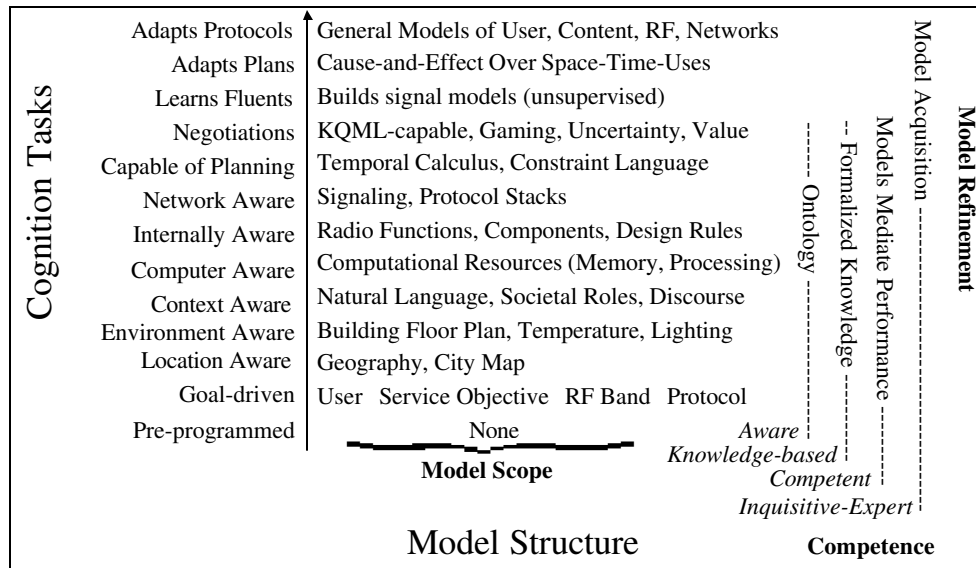 Cognition Tasks
Adapts Protocols General Models of User, Content, RF, Networks
Adapts Plans Cause-and-Effect Over Space-Time-Uses
Learns Fluents Builds signal models (unsupervised)
Negotiations KQML-capable, Gaming, Uncertainty, Value
Capable of Planning Temporal Calculus, Constraint Language
Network Aware Signaling, Protocol Stacks
Internally Aware Radio Functions, Components, Design Rules
Computer Aware Computational Resources (Memory, Processing)
Context Aware Natural Language, Societal Roles, Discourse
Environment Aware Building Floor Plan, Temperature, Lighting
Location Aware Geography, City Map
Goal-driven User Service Objective RF Band Protocol
Pre-programmed None
Model Scope
Model Structure
Ontology
Formalized Knowledge
Models Mediate Performance
Model Acquisition
Model Refinement
Aware
Knowledge-based
Competent
Inquisitive-Expert
Competence